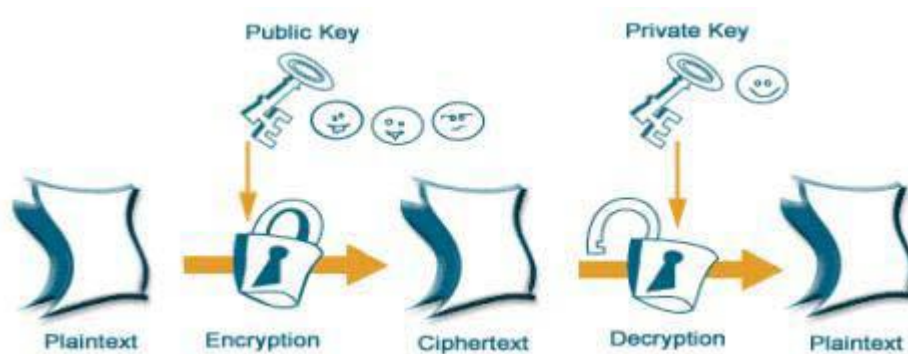 Public Key
Private Key
Plaintext
Encryption
Ciphertext
Decryption
Plaintext